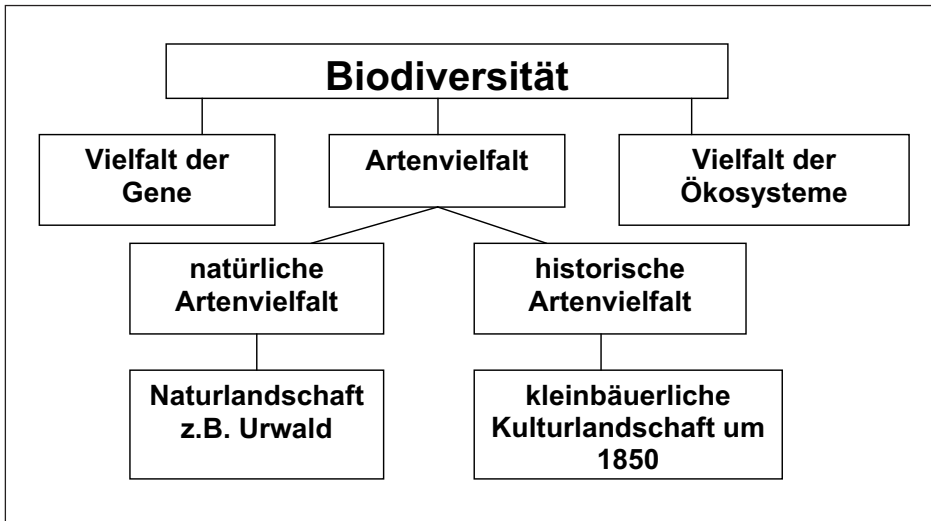 Biodiversität
Vielfalt der
Gene
Artenvielfalt
Vielfalt der
Ökosysteme
natürliche
Artenvielfalt
historische
Artenvielfalt
Naturlandschaft
z.B. Urwald
kleinbäuerliche
Kulturlandschaft um
1850